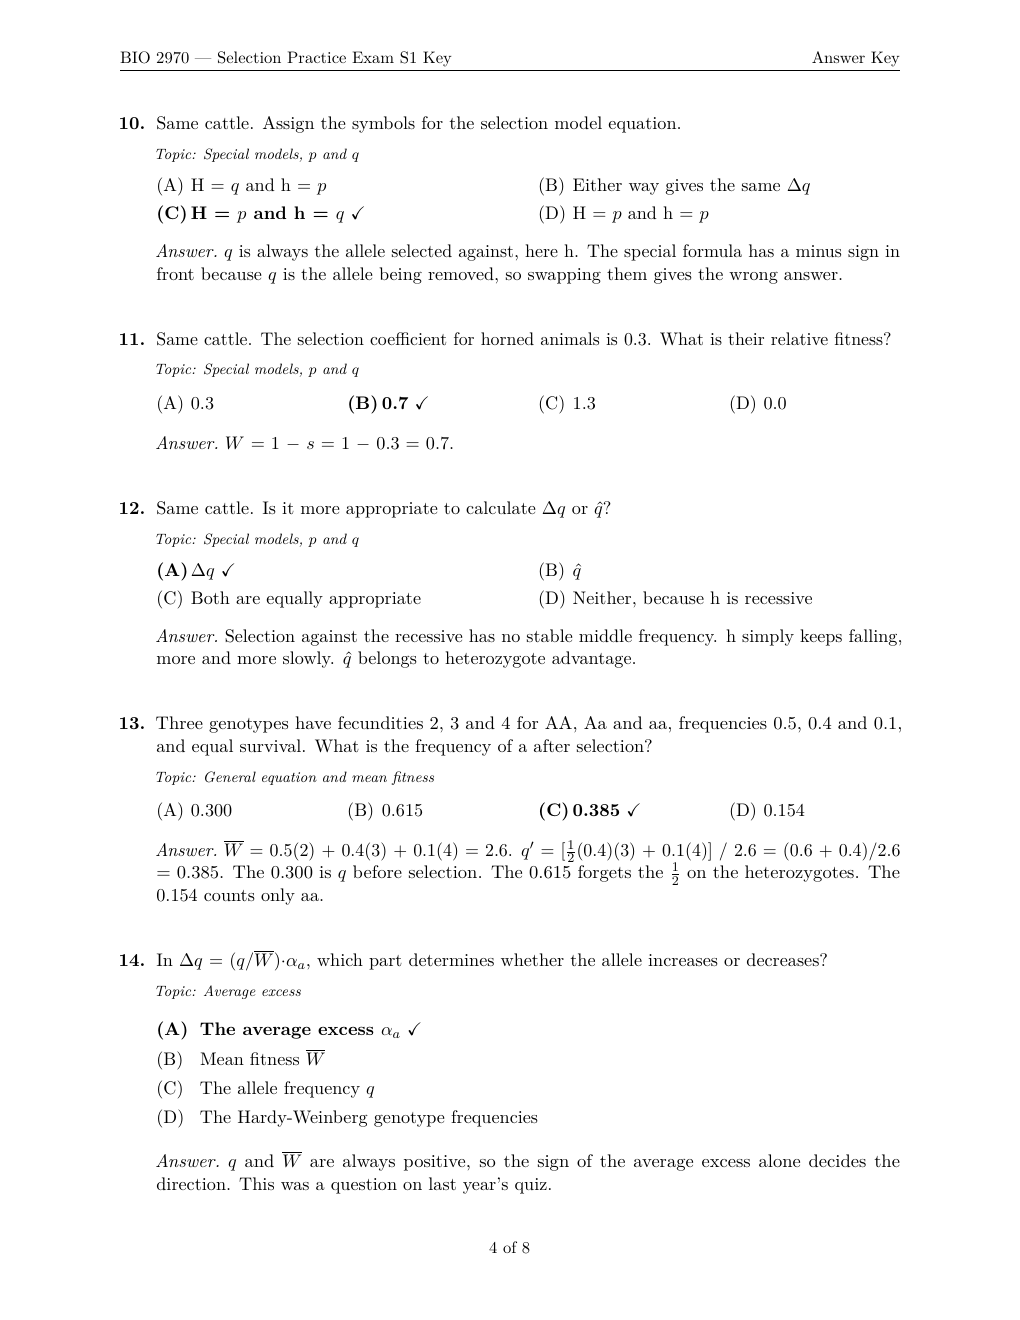 BIO 2970 — Selection Practice Exam S1 Key Answer Key
10. Same cattle. Assign the symbols for the selection model equation.
Topic: Special models, p and q
(A) H = q and h = p (B) Either way gives the same Δq
(C) H = p and h = q ✓ (D) H = p and h = p
Answer. q is always the allele selected against, here h. The special formula has a minus sign in
front because q is the allele being removed, so swapping them gives the wrong answer.
11. Same cattle. The selection coefficient for horned animals is 0.3. What is their relative fitness?
Topic: Special models, p and q
(A) 0.3 (B) 0.7 ✓ (C) 1.3 (D) 0.0
Answer. W = 1 − s = 1 − 0.3 = 0.7.
12. Same cattle. Is it more appropriate to calculate Δq or q̂?
Topic: Special models, p and q
(A) Δq ✓ (B) q̂
(C) Both are equally appropriate (D) Neither, because h is recessive
Answer. Selection against the recessive has no stable middle frequency. h simply keeps falling,
more and more slowly. q̂ belongs to heterozygote advantage.
13. Three genotypes have fecundities 2, 3 and 4 for AA, Aa and aa, frequencies 0.5, 0.4 and 0.1,
and equal survival. What is the frequency of a after selection?
Topic: General equation and mean fitness
(A) 0.300 (B) 0.615 (C) 0.385 ✓ (D) 0.154
Answer. W̅ = 0.5(2) + 0.4(3) + 0.1(4) = 2.6. q′ = [½(0.4)(3) + 0.1(4)] / 2.6 = (0.6 + 0.4)/2.6
= 0.385. The 0.300 is q before selection. The 0.615 forgets the ½ on the heterozygotes. The
0.154 counts only aa.
14. In Δq = (q/W̅)·αₐ, which part determines whether the allele increases or decreases?
Topic: Average excess
(A) The average excess αₐ ✓
(B) Mean fitness W̅
(C) The allele frequency q
(D) The Hardy-Weinberg genotype frequencies
Answer. q and W̅ are always positive, so the sign of the average excess alone decides the
direction. This was a question on last year's quiz.
4 of 8